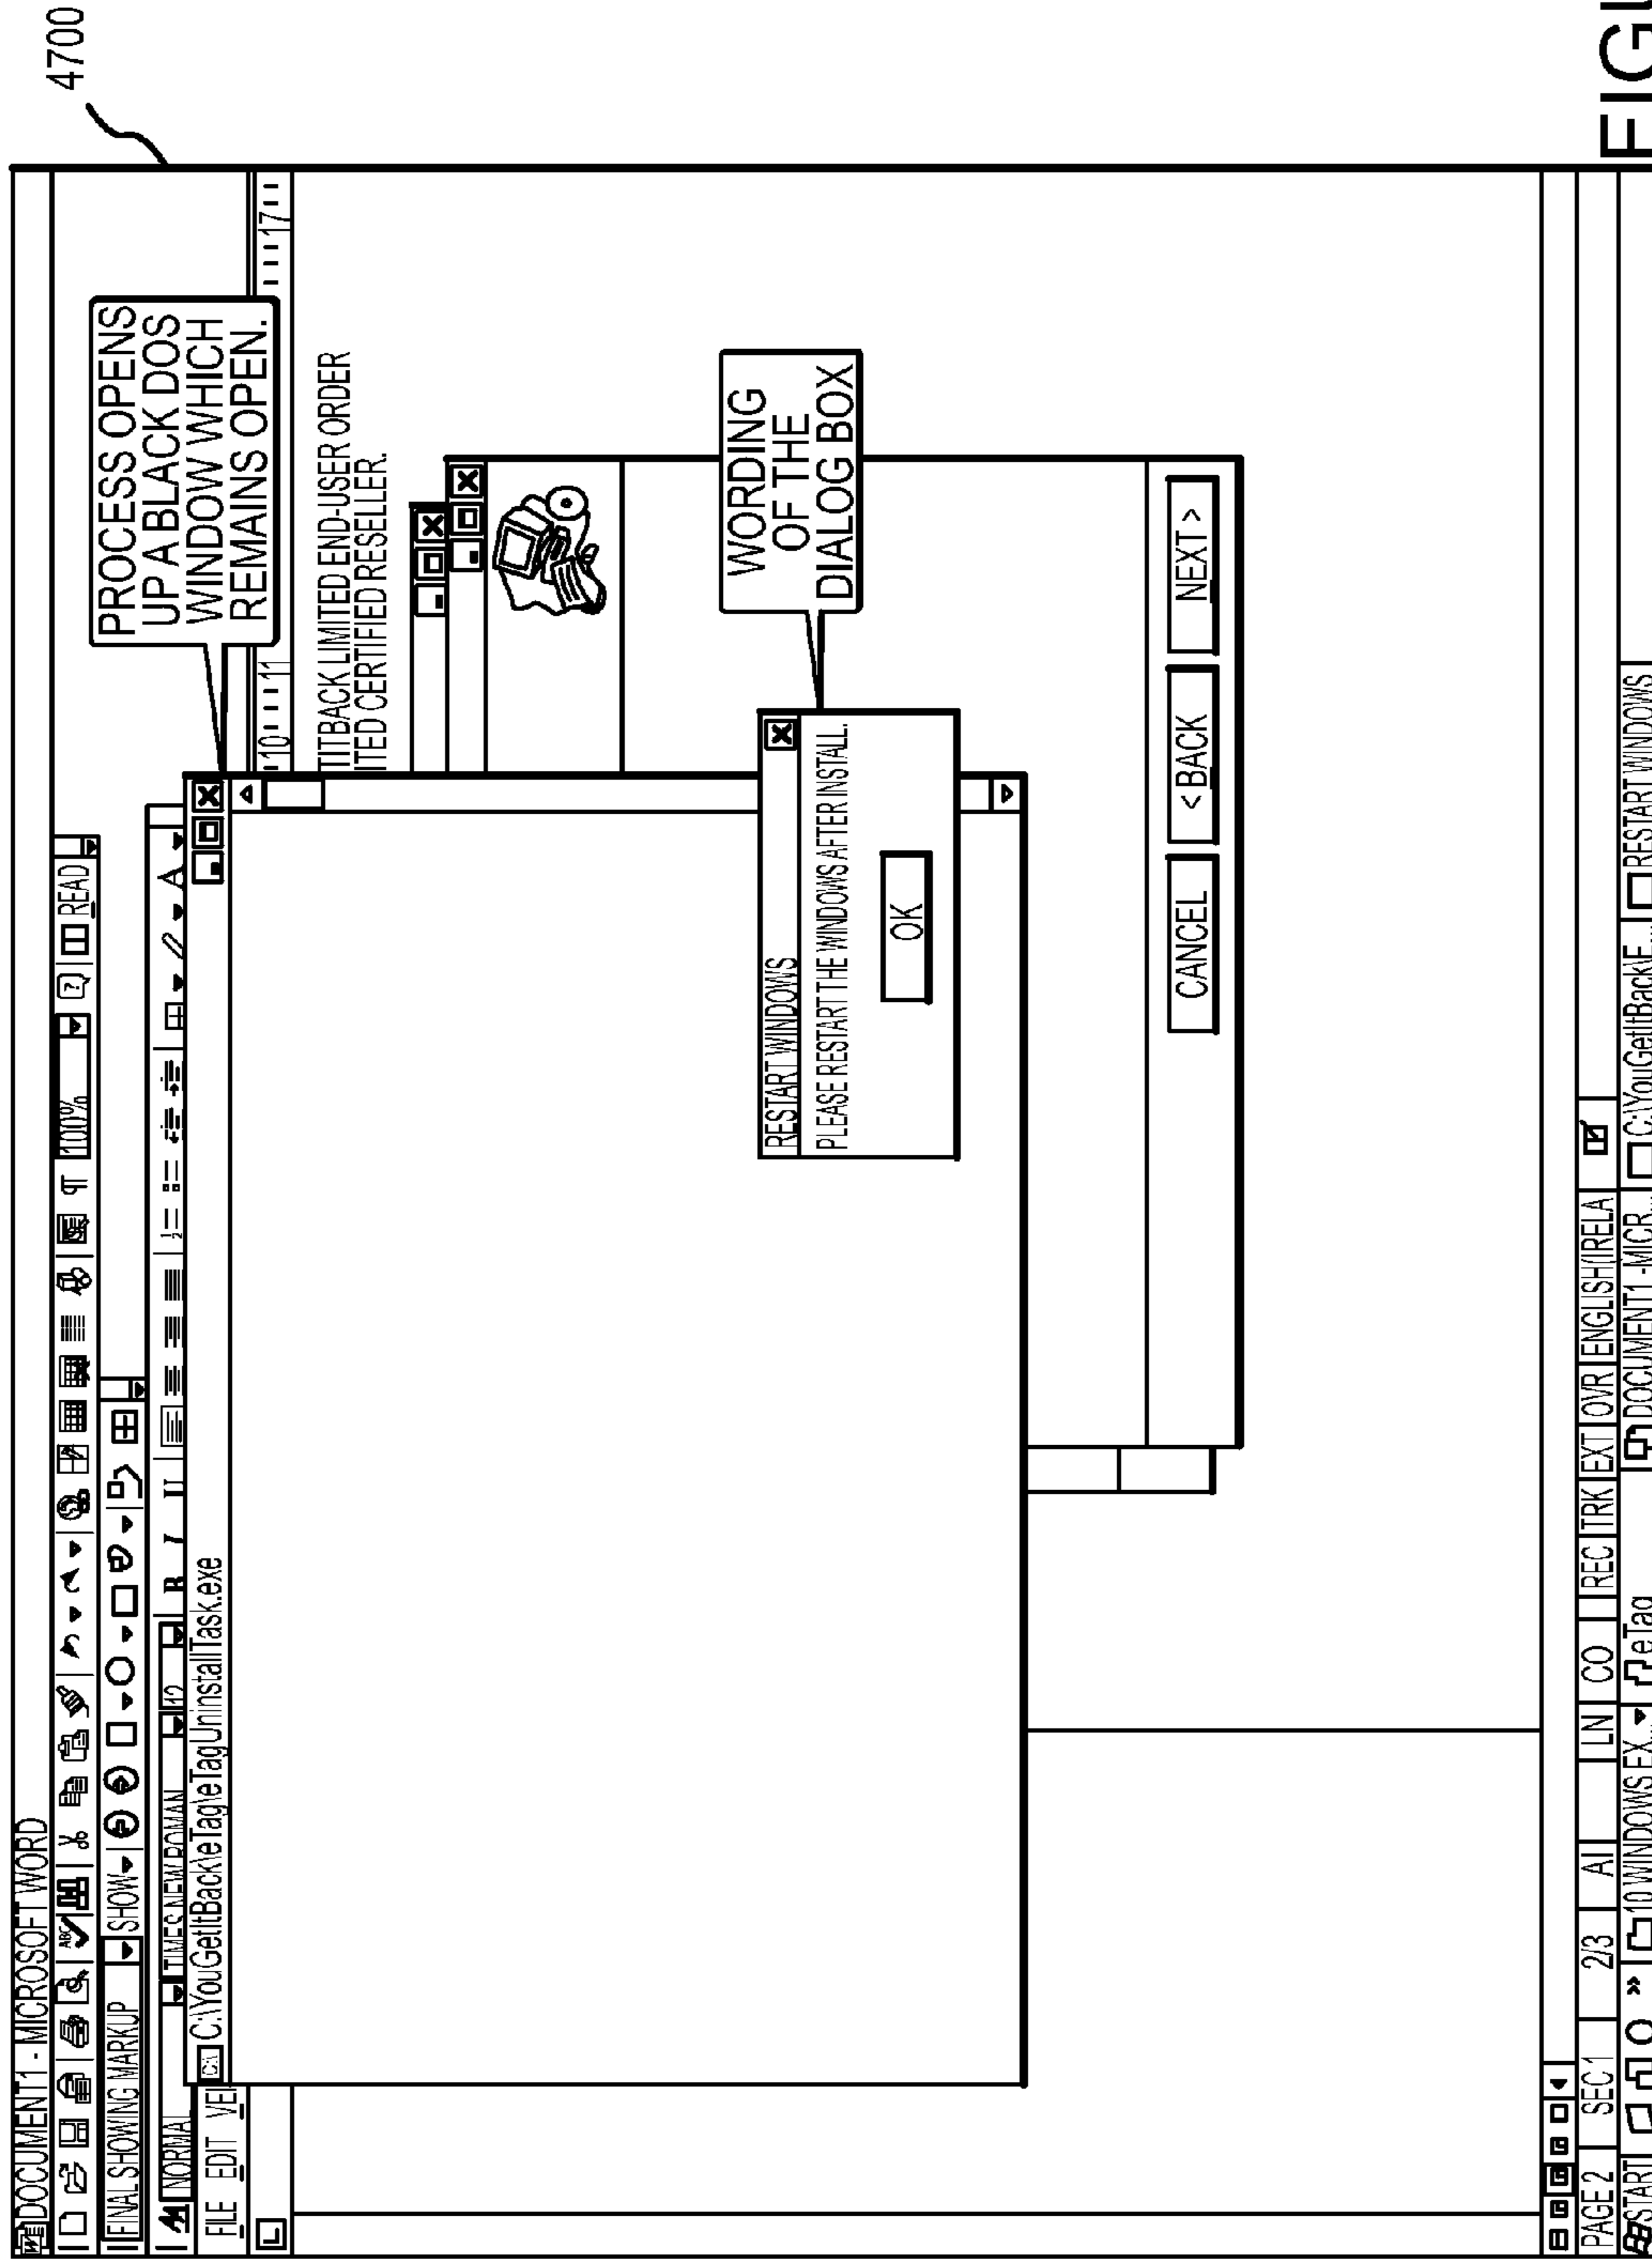 4700
DOCUMENT1 - MICROSOFT WORD
100%
READ
FINAL SHOWING MARKUP
SHOW
TIMES NEW ROMAN
12
B I U
C:\YouGetItBack\eTag\eTagUninstallTask.exe
FILE EDIT VEI
10 11
17
PROCESS OPENS
UP A BLACK DOS
WINDOW WHICH
REMAINS OPEN.
TITBACK LIMITED END-USER ORDER
ITED CERTIFIED RESELLER.
WORDING
OF THE
DIALOG BOX
RESTART WINDOWS
PLEASE RESTART THE WINDOWS AFTER INSTALL.
OK
CANCEL
< BACK
NEXT >
PAGE 2 SEC 1 2/3 LN CO REC TRK EXT OVR ENGLISH(IRELA
START » 10 WINDOWS EX... eTag DOCUMENT1-MICR... C:\YouGetItBack\E... RESTART WINDOWS